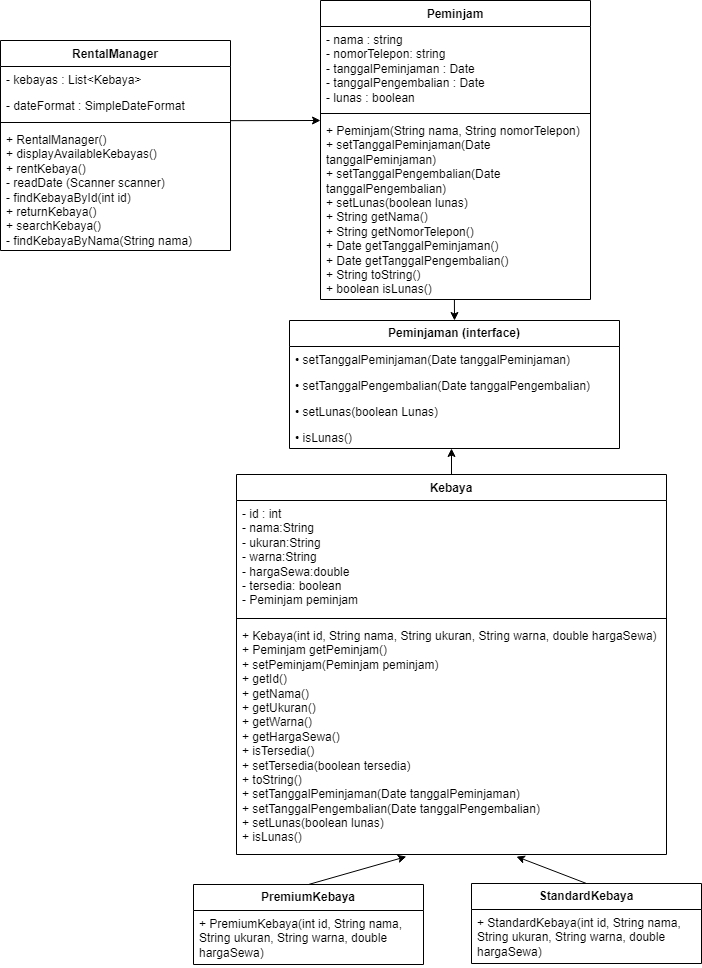 Peminjam
- nama : string
- nomorTelepon: string
- tanggalPeminjaman : Date
- tanggalPengembalian : Date
- lunas : boolean
+ Peminjam(String nama, String nomorTelepon)
+ setTanggalPeminjaman(Date
tanggalPeminjaman)
+ setTanggalPengembalian(Date
tanggalPengembalian)
+ setLunas(boolean lunas)
+ String getNama()
+ String getNomorTelepon()
+ Date getTanggalPeminjaman()
+ Date getTanggalPengembalian()
+ String toString()
+ boolean isLunas()
RentalManager
- kebayas : List<Kebaya>
- dateFormat : SimpleDateFormat
+ RentalManager()
+ displayAvailableKebayas()
+ rentKebaya()
- readDate (Scanner scanner)
- findKebayaById(int id)
+ returnKebaya()
+ searchKebaya()
- findKebayaByNama(String nama)
Peminjaman (interface)
• setTanggalPeminjaman(Date tanggalPeminjaman)
• setTanggalPengembalian(Date tanggalPengembalian)
• setLunas(boolean Lunas)
• isLunas()
Kebaya
- id : int
- nama:String
- ukuran:String
- warna:String
- hargaSewa:double
- tersedia: boolean
- Peminjam peminjam
+ Kebaya(int id, String nama, String ukuran, String warna, double hargaSewa)
+ Peminjam getPeminjam()
+ setPeminjam(Peminjam peminjam)
+ getId()
+ getNama()
+ getUkuran()
+ getWarna()
+ getHargaSewa()
+ isTersedia()
+ setTersedia(boolean tersedia)
+ toString()
+ setTanggalPeminjaman(Date tanggalPeminjaman)
+ setTanggalPengembalian(Date tanggalPengembalian)
+ setLunas(boolean lunas)
+ isLunas()
PremiumKebaya
+ PremiumKebaya(int id, String nama,
String ukuran, String warna, double
hargaSewa)
StandardKebaya
+ StandardKebaya(int id, String nama,
String ukuran, String warna, double
hargaSewa)